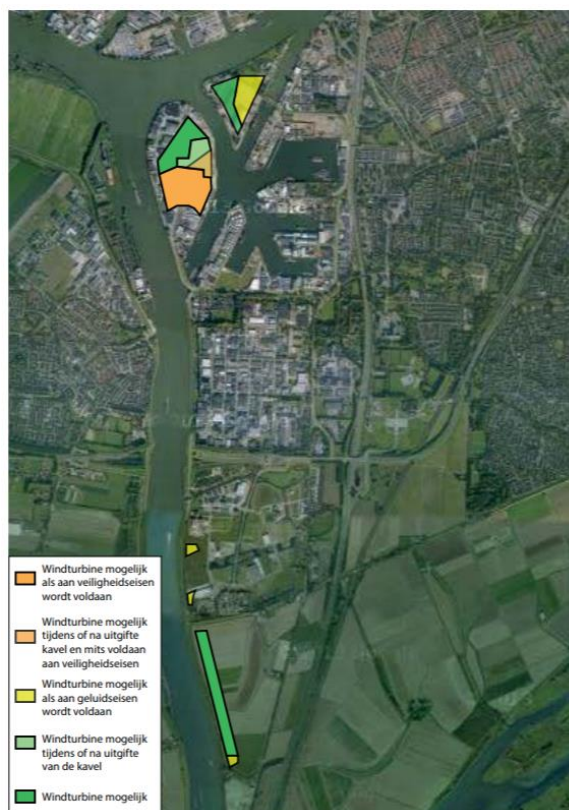 Windturbine mogelijk
als aan veiligheidseisen
wordt voldaan
Windturbine mogelijk
tijdens of na uitgifte
kavel en mits voldaan
aan veiligheidseisen
Windturbine mogelijk
als aan geluidseisen
wordt voldaan
Windturbine mogelijk
tijdens of na uitgifte
van de kavel
Windturbine mogelijk